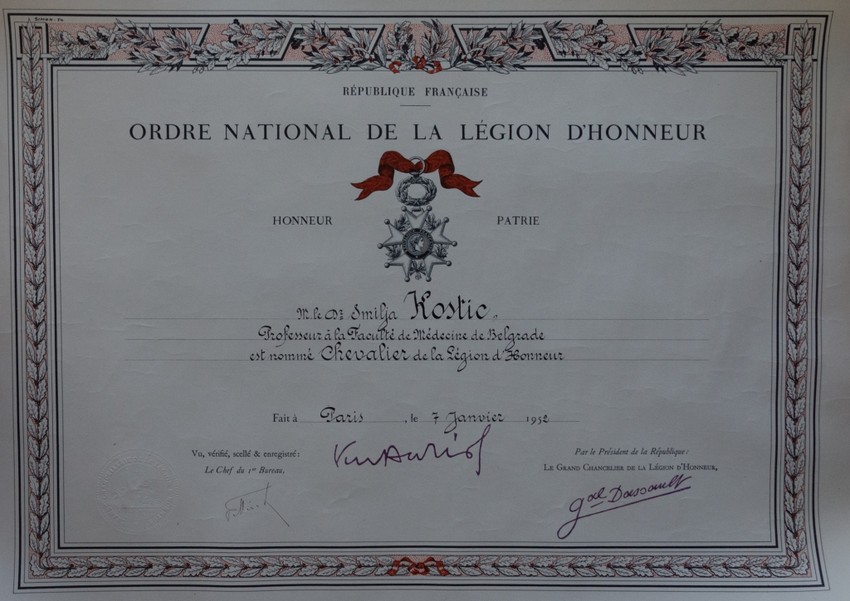 RÉPUBLIQUE FRANÇAISE
ORDRE NATIONAL DE LA LÉGION D'HONNEUR
HONNEUR PATRIE
M. le Dr Smilja Kostic
Professeur à la Faculté de Médecine de Belgrade
est nommé Chevalier de la Légion d'Honneur
Fait à Paris, le 7 Janvier 1952
Vu, vérifié, scellé & enregistré:
Le Chef du 1er Bureau.
Par le Président de la République:
LE GRAND CHANCELIER DE LA LÉGION D'HONNEUR,
Gal Dassault